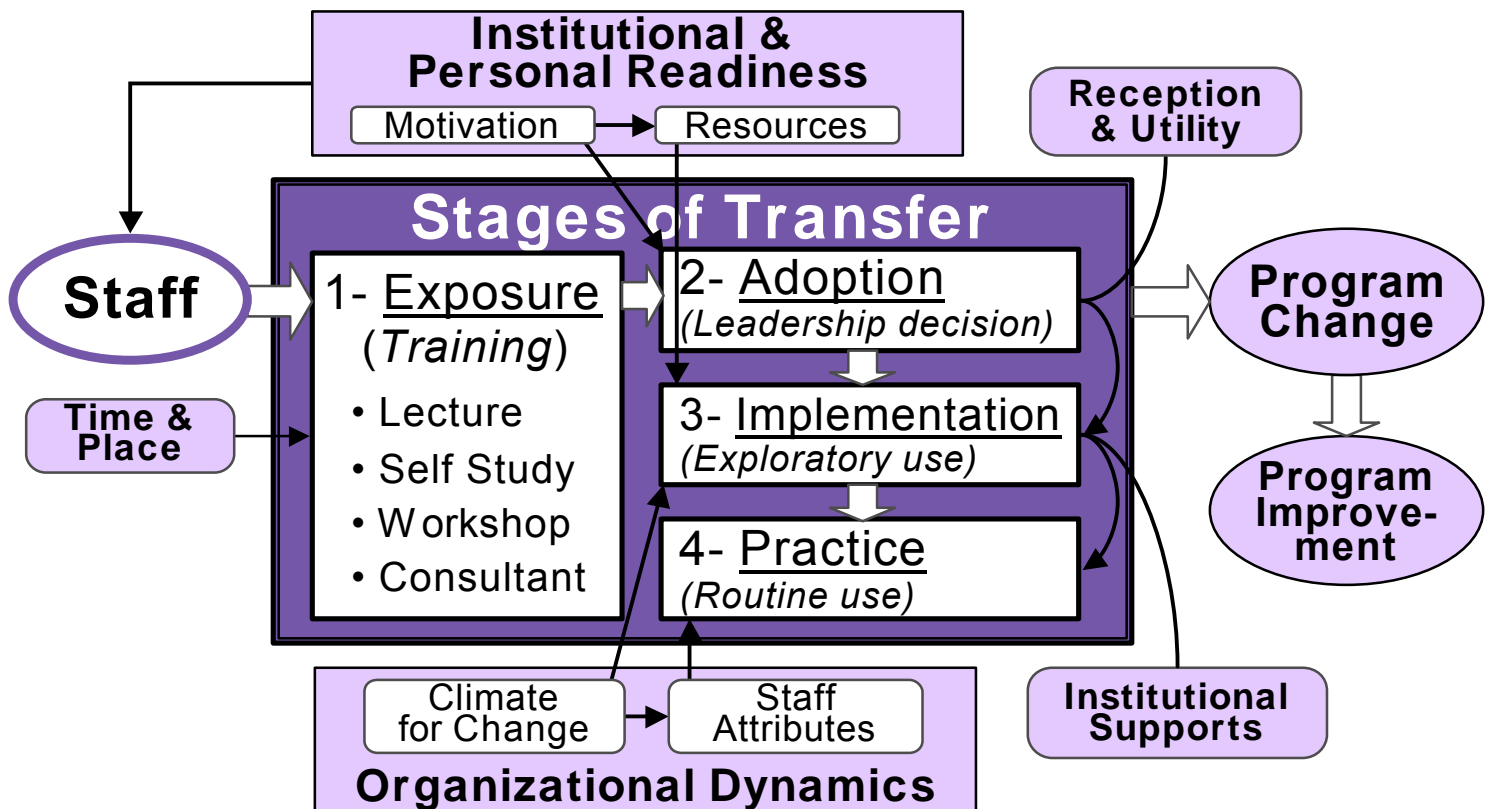 Institutional &
Personal Readiness
Motivation
Resources
Reception
& Utility
Stages of Transfer
Staff
1- Exposure
(Training)
• Lecture
• Self Study
• Workshop
• Consultant
Time &
Place
2- Adoption
(Leadership decision)
3- Implementation
(Exploratory use)
4- Practice
(Routine use)
Program
Change
Program
Improve-
ment
Climate
for Change
Staff
Attributes
Organizational Dynamics
Institutional
Supports